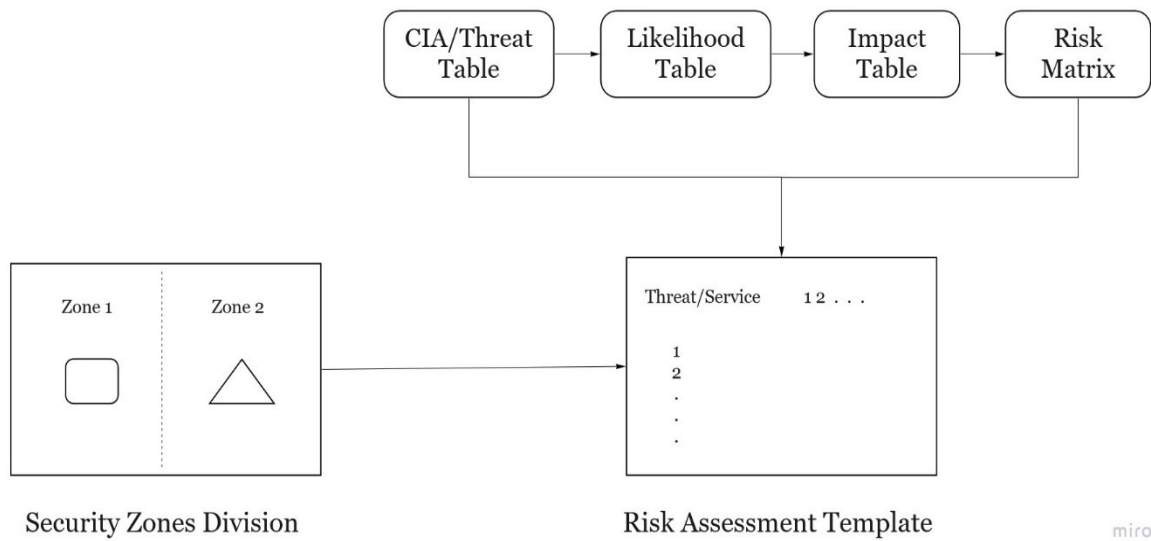 CIA/Threat
Table
Likelihood
Table
Impact
Table
Risk
Matrix
Zone 1
Zone 2
Threat/Service 1 2 . . .
1
2
.
.
.
Security Zones Division
Risk Assessment Template
miro